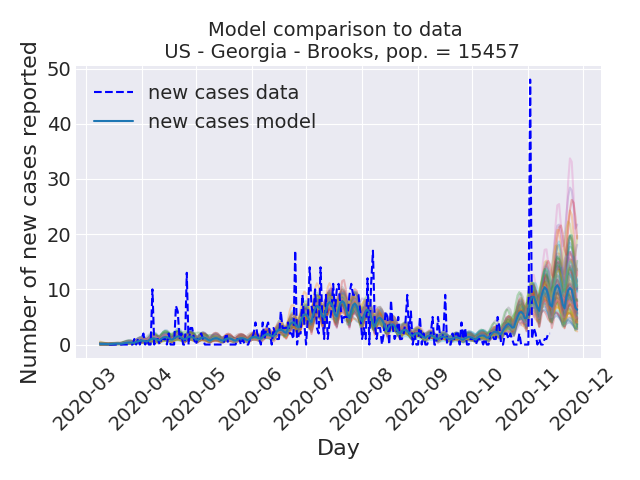 Model comparison to data
US - Georgia - Brooks, pop. = 15457
new cases data
new cases model
Number of new cases reported
50
40
30
20
10
0
2020-03
2020-04
2020-05
2020-06
2020-07
2020-08
2020-09
2020-10
2020-11
2020-12
Day